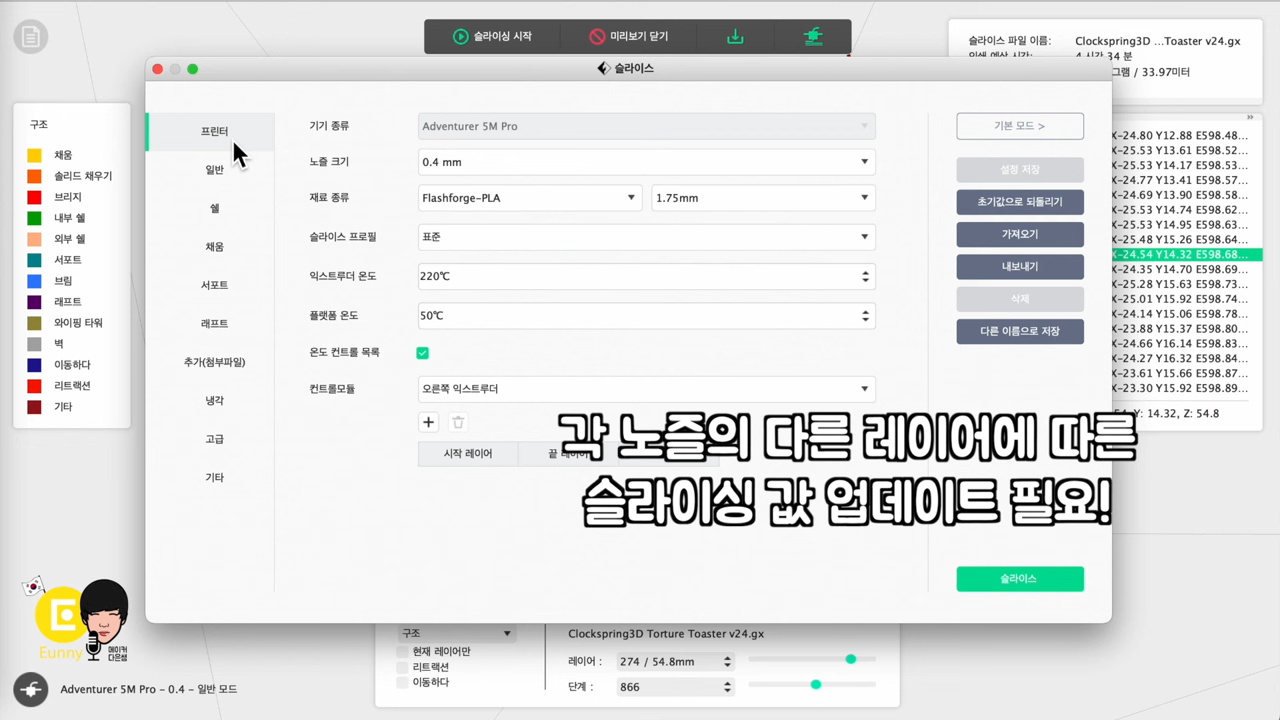 슬라이싱 시작
미리보기 닫기
슬라이스 파일 이름:
Clockspring3D ...Toaster v24.gx
4 시간 34 분
그램 / 33.97미터
구조
채움
솔리드 채우기
브리지
내부 쉘
외부 쉘
서포트
브림
래프트
와이핑 타워
벽
이동하다
리트랙션
기타
슬라이스
프린터
일반
쉘
채움
서포트
래프트
추가(첨부파일)
냉각
고급
기타
기기 종류
Adventurer 5M Pro
노즐 크기
0.4 mm
재료 종류
Flashforge-PLA
1.75mm
슬라이스 프로필
표준
익스트루더 온도
220℃
플랫폼 온도
50℃
온도 컨트롤 목록
컨트롤모듈
오른쪽 익스트루더
시작 레이어
끝 레이어
기본 모드 >
설정 저장
초기값으로 되돌리기
가져오기
내보내기
삭제
다른 이름으로 저장
슬라이스
X-24.80 Y12.88 E598.48...
X-25.53 Y13.61 E598.52...
X-25.53 Y14.17 E598.53...
X-24.77 Y13.41 E598.57...
X-24.69 Y13.90 E598.58...
X-25.53 Y14.74 E598.62...
X-25.53 Y14.95 E598.63...
X-25.48 Y15.26 E598.64...
X-24.54 Y14.32 E598.68...
X-24.35 Y14.70 E598.69...
X-25.28 Y15.63 E598.73...
X-25.01 Y15.92 E598.74...
X-24.14 Y15.06 E598.78...
X-23.88 Y15.37 E598.80...
X-24.66 Y16.14 E598.83...
X-24.27 Y16.32 E598.84...
X-23.61 Y15.66 E598.87...
X-23.30 Y15.92 E598.89...
Y: 14.32, Z: 54.8
각 노즐의 다른 레이어에 따른
슬라이싱 값 업데이트 필요!
Eunny
메이커
다은쌤
Adventurer 5M Pro - 0.4 - 일반 모드
구조
현재 레이어만
리트랙션
이동하다
Clockspring3D Torture Toaster v24.gx
레이어 :
274 / 54.8mm
단계 :
866